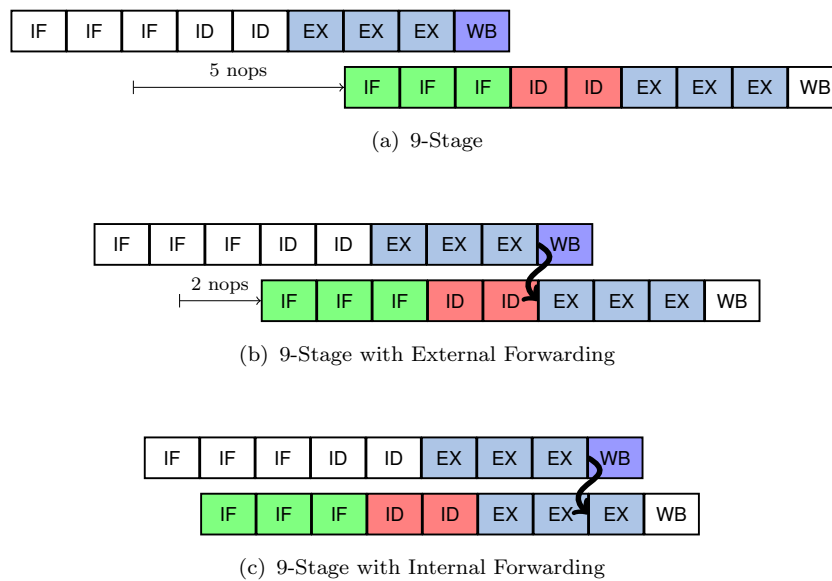 IF IF IF ID ID EX EX EX WB
5 nops
IF IF IF ID ID EX EX EX WB
(a) 9-Stage
IF IF IF ID ID EX EX EX WB
2 nops
IF IF IF ID ID EX EX EX WB
(b) 9-Stage with External Forwarding
IF IF IF ID ID EX EX EX WB
IF IF IF ID ID EX EX EX WB
(c) 9-Stage with Internal Forwarding